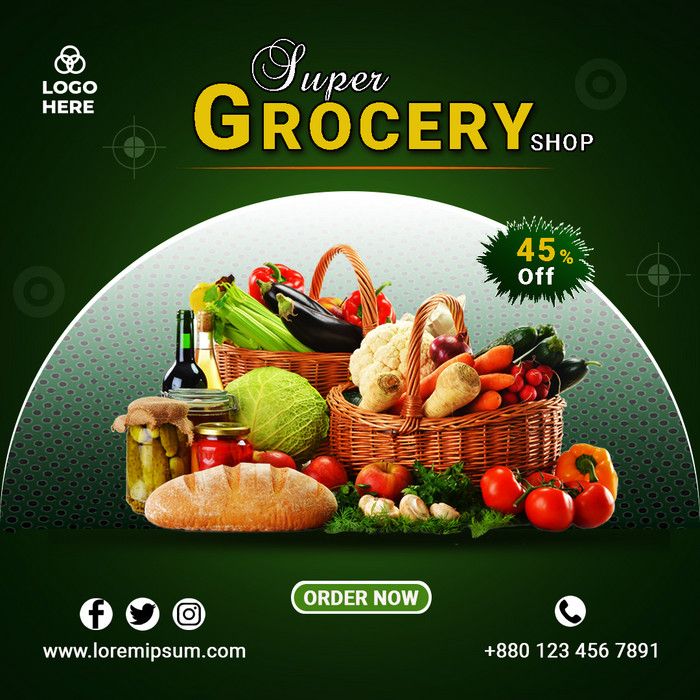 LOGO
HERE
Super
GROCERY SHOP
45%
Off
ORDER NOW
www.loremipsum.com
+880 123 456 7891